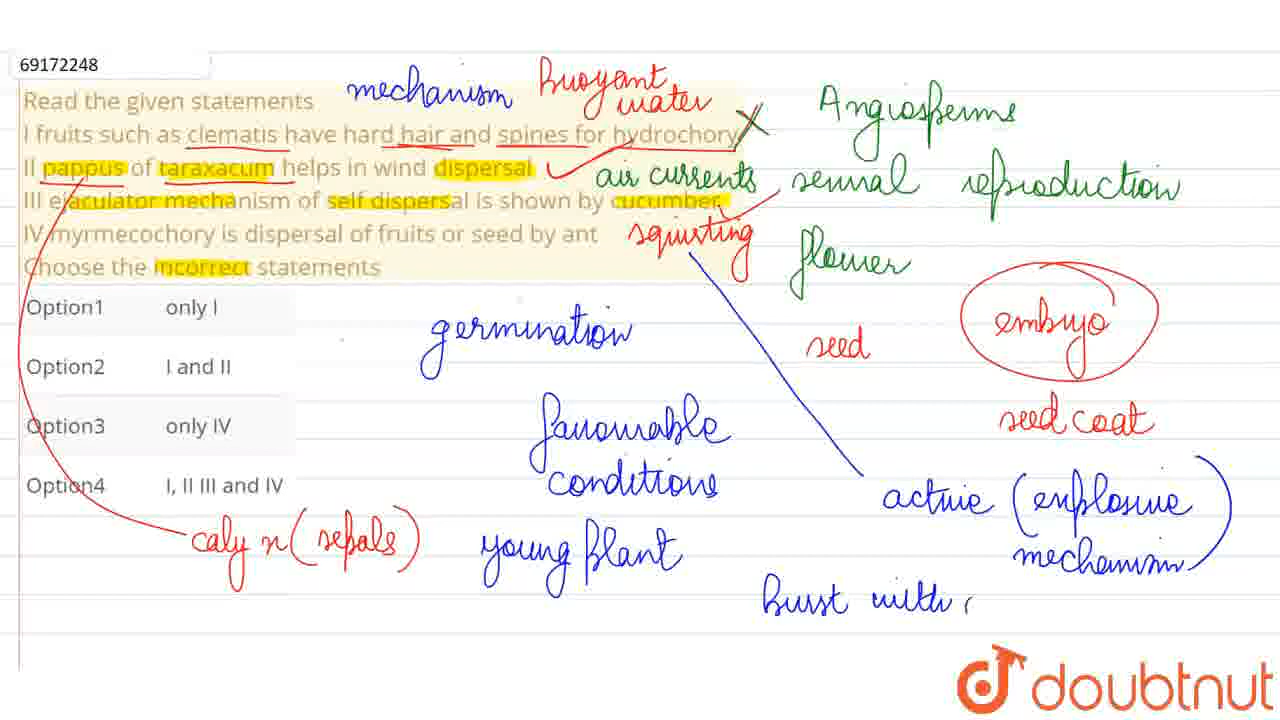 69172248
Read the given statements
I fruits such as clematis have hard hair and spines for hydrochory
II pappus of taraxacum helps in wind dispersal
III ejaculator mechanism of self dispersal is shown by cucumber
IV myrmecochory is dispersal of fruits or seed by ant
Choose the incorrect statements
Option1 only I
Option2 I and II
Option3 only IV
Option4 I, II III and IV
mechanism
Buoyant
water
air currents
squirting
Angiosperms
sexual reproduction
flower
seed
embryo
seed coat
germination
favourable
conditions
young plant
calyx (sepals)
active (explosive
mechanism)
Burst with
doubtnut